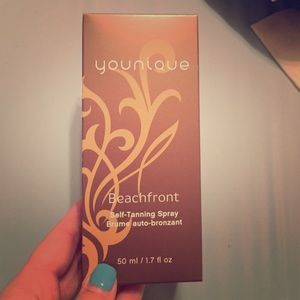 younique
Beachfront
Self-Tanning Spray
Brume auto-bronzant
50 ml / 1.7 fl oz